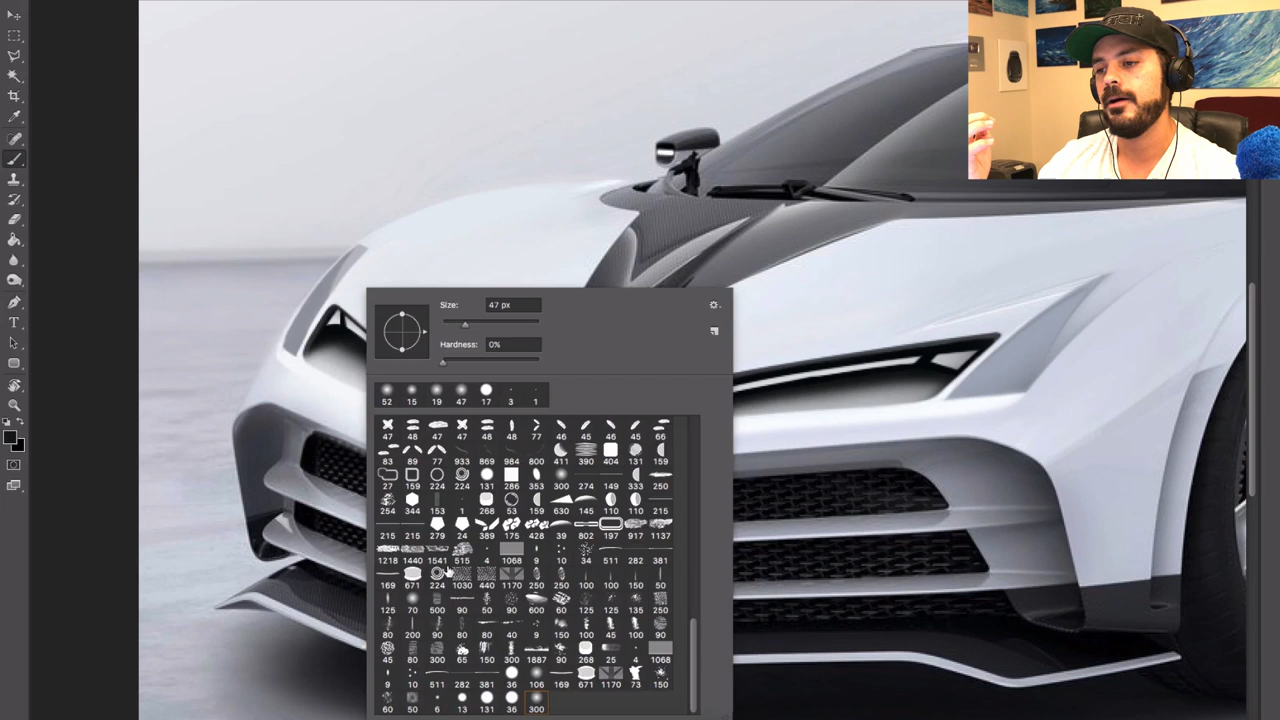 Size: 47 px
Hardness: 0%
52 15 19 47 17 3 1
47 48 47 47 48 48 77 46 45 46 45 66
83 89 77 933 869 984 800 411 390 404 131 159
27 159 224 224 131 286 353 300 274 149 333 250
254 344 153 1 268 53 159 630 145 110 110 215
215 215 279 24 389 175 428 39 802 197 917 1137
1218 1440 1541 515 4 1068 9 10 34 511 282 381
169 671 224 1030 440 1170 250 250 100 100 150 50
125 70 500 90 50 90 600 60 125 125 135 250
80 200 90 80 80 40 9 150 100 45 100 90
45 80 300 65 150 300 1887 90 268 25 4 1068
9 10 511 282 381 36 106 169 671 1170 73 150
60 50 6 13 131 36 300
T